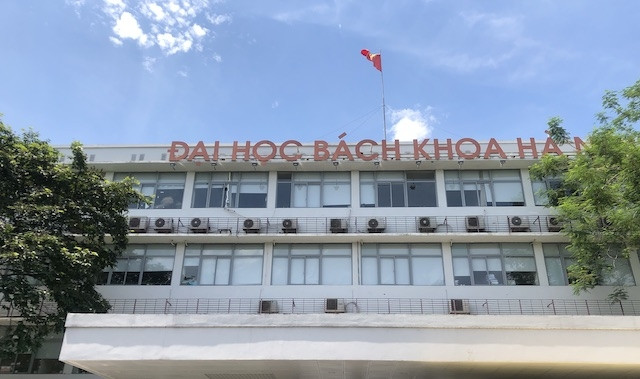 ĐẠI HỌC BÁCH KHOA HÀ N